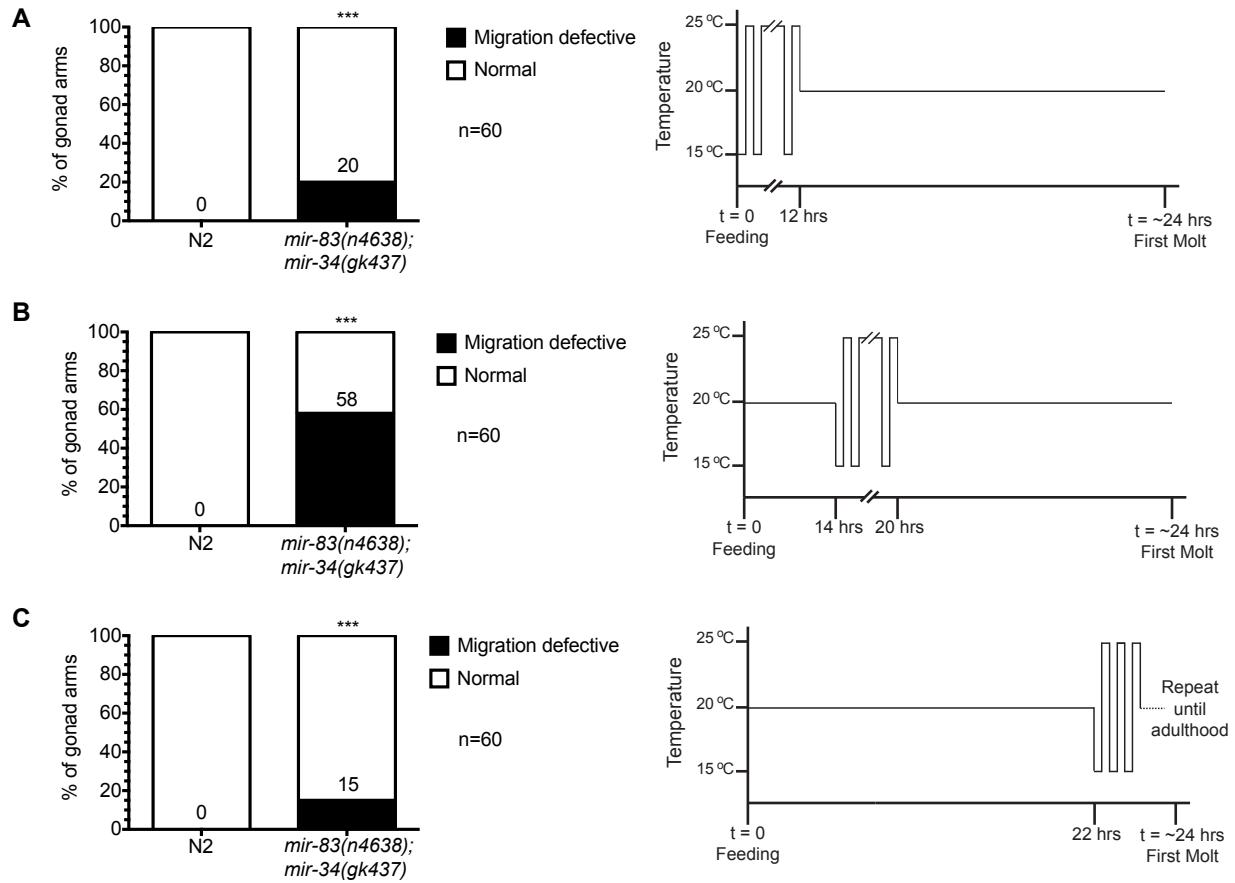 A
% of gonad arms
100
80
60
40
20
0
***
0
20
N2
mir-83(n4638);
mir-34(gk437)
Migration defective
Normal
n=60
Temperature
25 ºC
20 ºC
15 ºC
t = 0
Feeding
12 hrs
t = ~24 hrs
First Molt
B
% of gonad arms
100
80
60
40
20
0
***
0
58
N2
mir-83(n4638);
mir-34(gk437)
Migration defective
Normal
n=60
Temperature
25 ºC
20 ºC
15 ºC
t = 0
Feeding
14 hrs
20 hrs
t = ~24 hrs
First Molt
C
% of gonad arms
100
80
60
40
20
0
***
0
15
N2
mir-83(n4638);
mir-34(gk437)
Migration defective
Normal
n=60
Temperature
25 ºC
20 ºC
15 ºC
Repeat
until
adulthood
t = 0
Feeding
22 hrs
t = ~24 hrs
First Molt